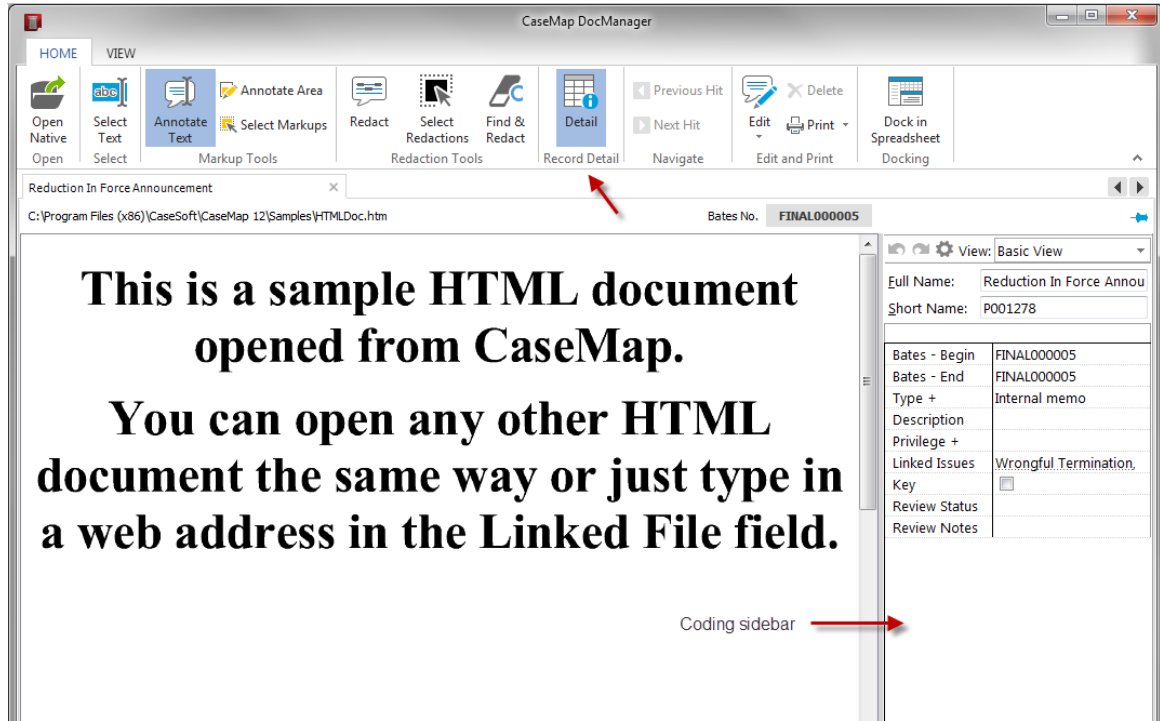 CaseMap DocManager
HOME VIEW
Open Native
Select Text
Annotate Text
Annotate Area
Select Markups
Redact
Select Redactions
Find & Redact
Detail
Previous Hit
Next Hit
Edit
Delete
Print
Dock in Spreadsheet
Open Select Markup Tools Redaction Tools Record Detail Navigate Edit and Print Docking
Reduction In Force Announcement
C:\Program Files (x86)\CaseSoft\CaseMap 12\Samples\HTMLDoc.htm Bates No. FINAL000005
This is a sample HTML document
opened from CaseMap.
You can open any other HTML
document the same way or just type in
a web address in the Linked File field.
Coding sidebar
View: Basic View
Full Name: Reduction In Force Annou
Short Name: P001278
Bates - Begin FINAL000005
Bates - End FINAL000005
Type + Internal memo
Description
Privilege +
Linked Issues Wrongful Termination,
Key
Review Status
Review Notes